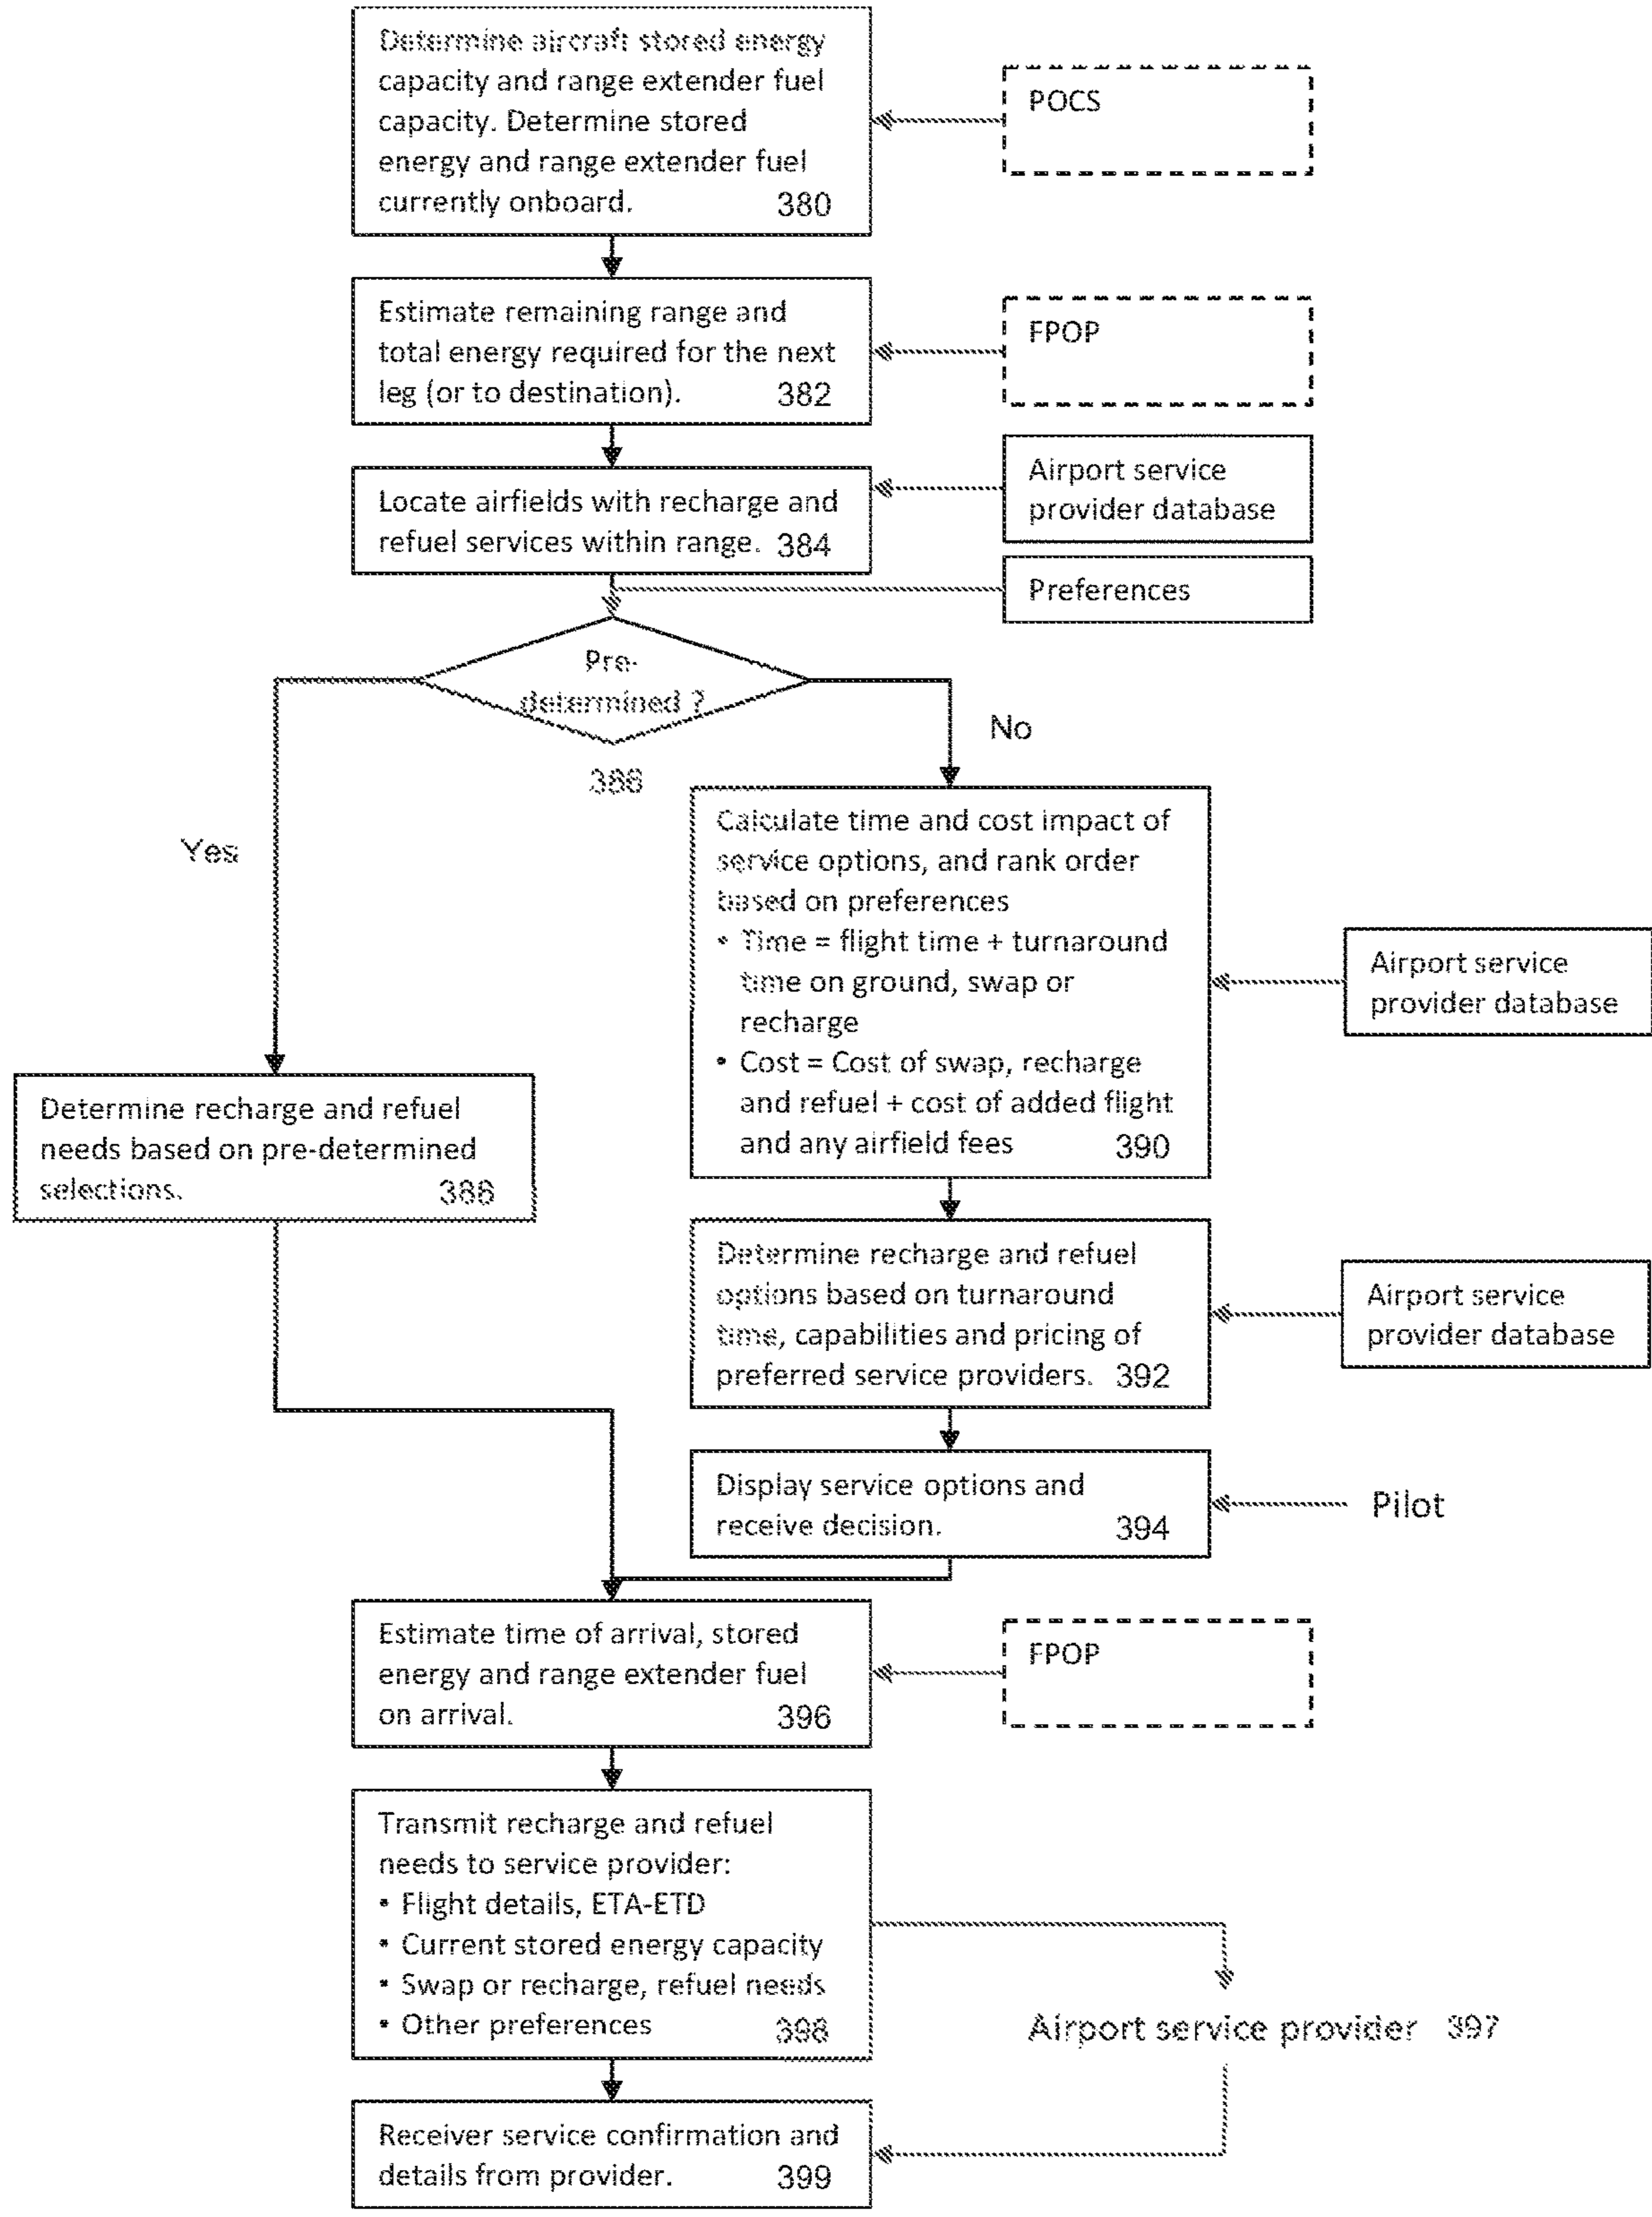 Determine aircraft stored energy
capacity and range extender fuel
capacity. Determine stored
energy and range extender fuel
currently onboard. 380
POCS
Estimate remaining range and
total energy required for the next
leg (or to destination). 382
FPOP
Locate airfields with recharge and
refuel services within range. 384
Airport service
provider database
Preferences
Pre-
determined ?
388
No
Yes
Calculate time and cost impact of
service options, and rank order
based on preferences
• Time = flight time + turnaround
time on ground, swap or
recharge
• Cost = Cost of swap, recharge
and refuel + cost of added flight
and any airfield fees 390
Airport service
provider database
Determine recharge and refuel
needs based on pre-determined
selections. 386
Determine recharge and refuel
options based on turnaround
time, capabilities and pricing of
preferred service providers. 392
Airport service
provider database
Display service options and
receive decision. 394
Pilot
Estimate time of arrival, stored
energy and range extender fuel
on arrival. 396
FPOP
Transmit recharge and refuel
needs to service provider:
• Flight details, ETA-ETD
• Current stored energy capacity
• Swap or recharge, refuel needs
• Other preferences 398
Airport service provider 397
Receiver service confirmation and
details from provider. 399